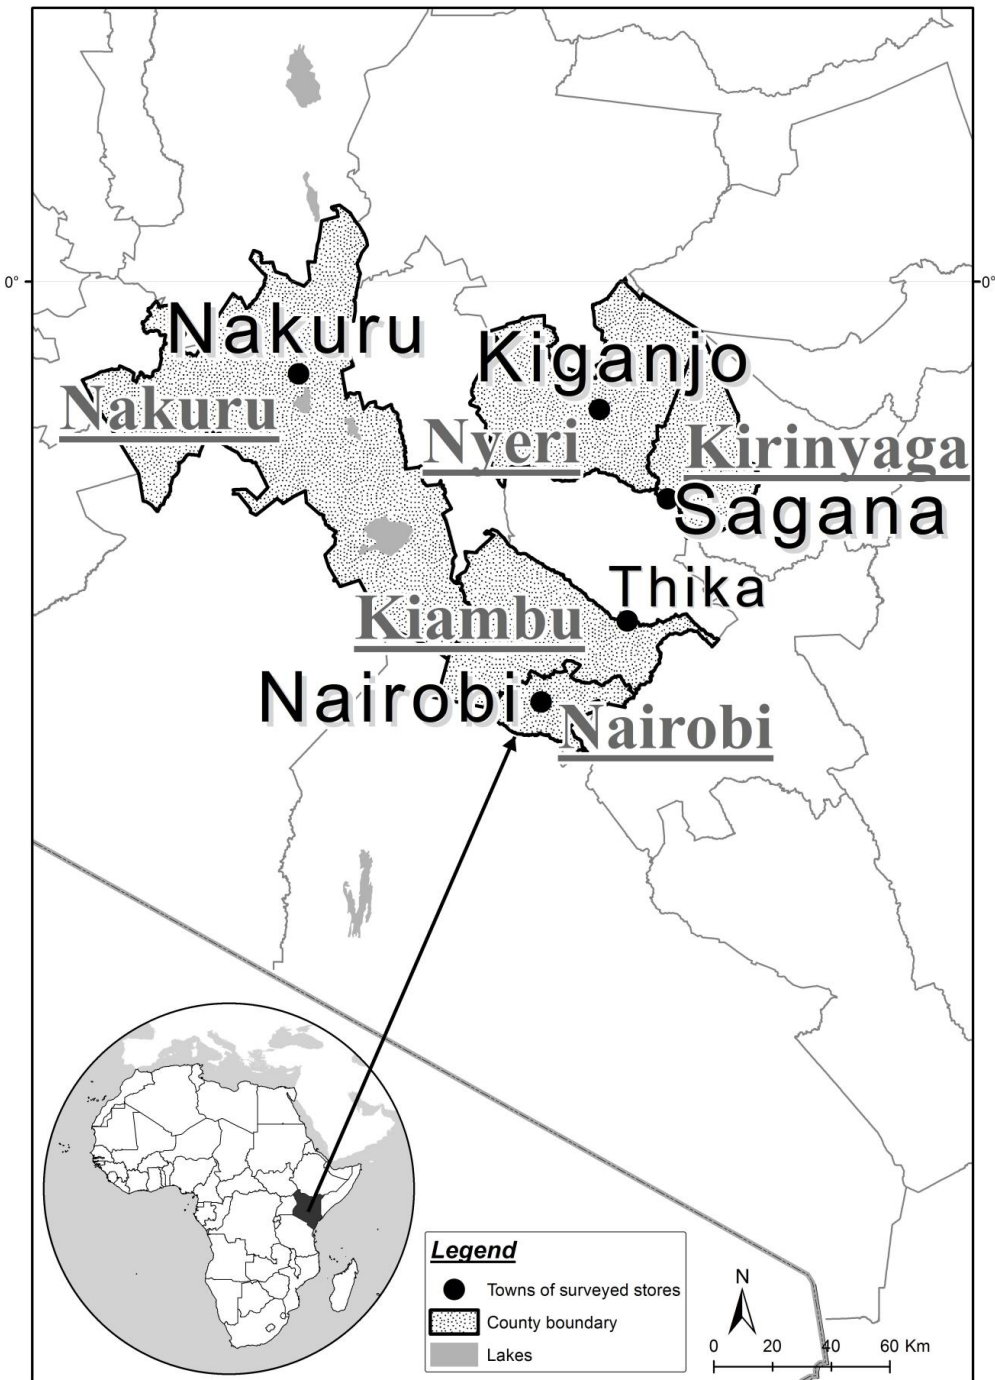 0°
0°
Nakuru
Kiganjo
Nakuru
Nyeri
Kirinyaga
Sagana
Thika
Kiambu
Nairobi
Nairobi
Legend
Towns of surveyed stores
County boundary
Lakes
N
0 20 40 60 Km